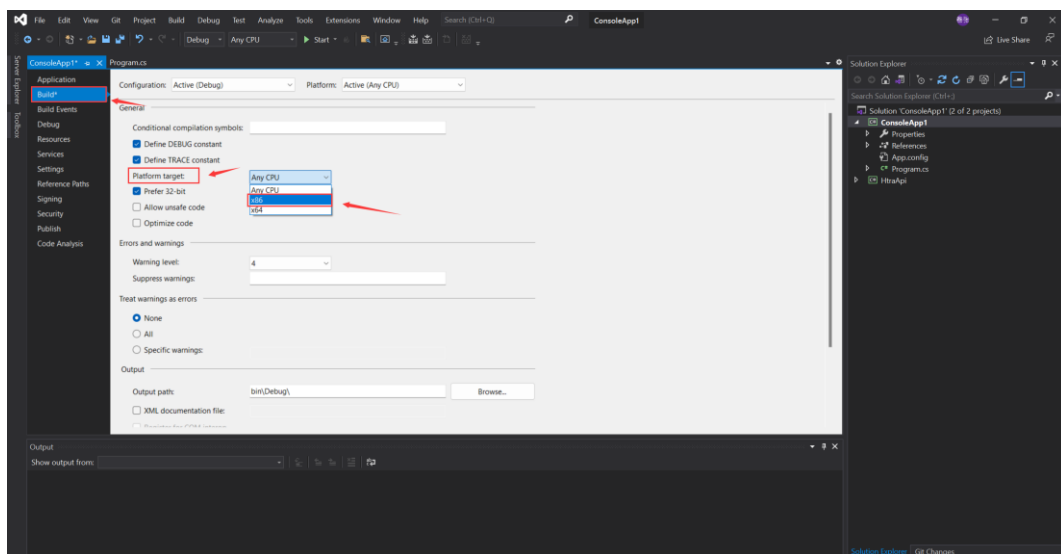 File Edit View Git Project Build Debug Test Analyze Tools Extensions Window Help Search (Ctrl+Q) ConsoleApp1
Debug Any CPU Start Live Share
Server Explorer
Toolbox
ConsoleApp1* Program.cs
Application
Build*
Build Events
Debug
Resources
Services
Settings
Reference Paths
Signing
Security
Publish
Code Analysis
Configuration: Active (Debug) Platform: Active (Any CPU)
General
Conditional compilation symbols:
Define DEBUG constant
Define TRACE constant
Platform target: Any CPU
Any CPU
x86
x64
Prefer 32-bit
Allow unsafe code
Optimize code
Errors and warnings
Warning level: 4
Suppress warnings:
Treat warnings as errors
None
All
Specific warnings:
Output
Output path: bin\Debug\ Browse...
XML documentation file:
Output
Show output from:
Solution Explorer
Search Solution Explorer (Ctrl+;)
Solution 'ConsoleApp1' (2 of 2 projects)
ConsoleApp1
Properties
References
App.config
Program.cs
HtraApi
Solution Explorer Git Changes